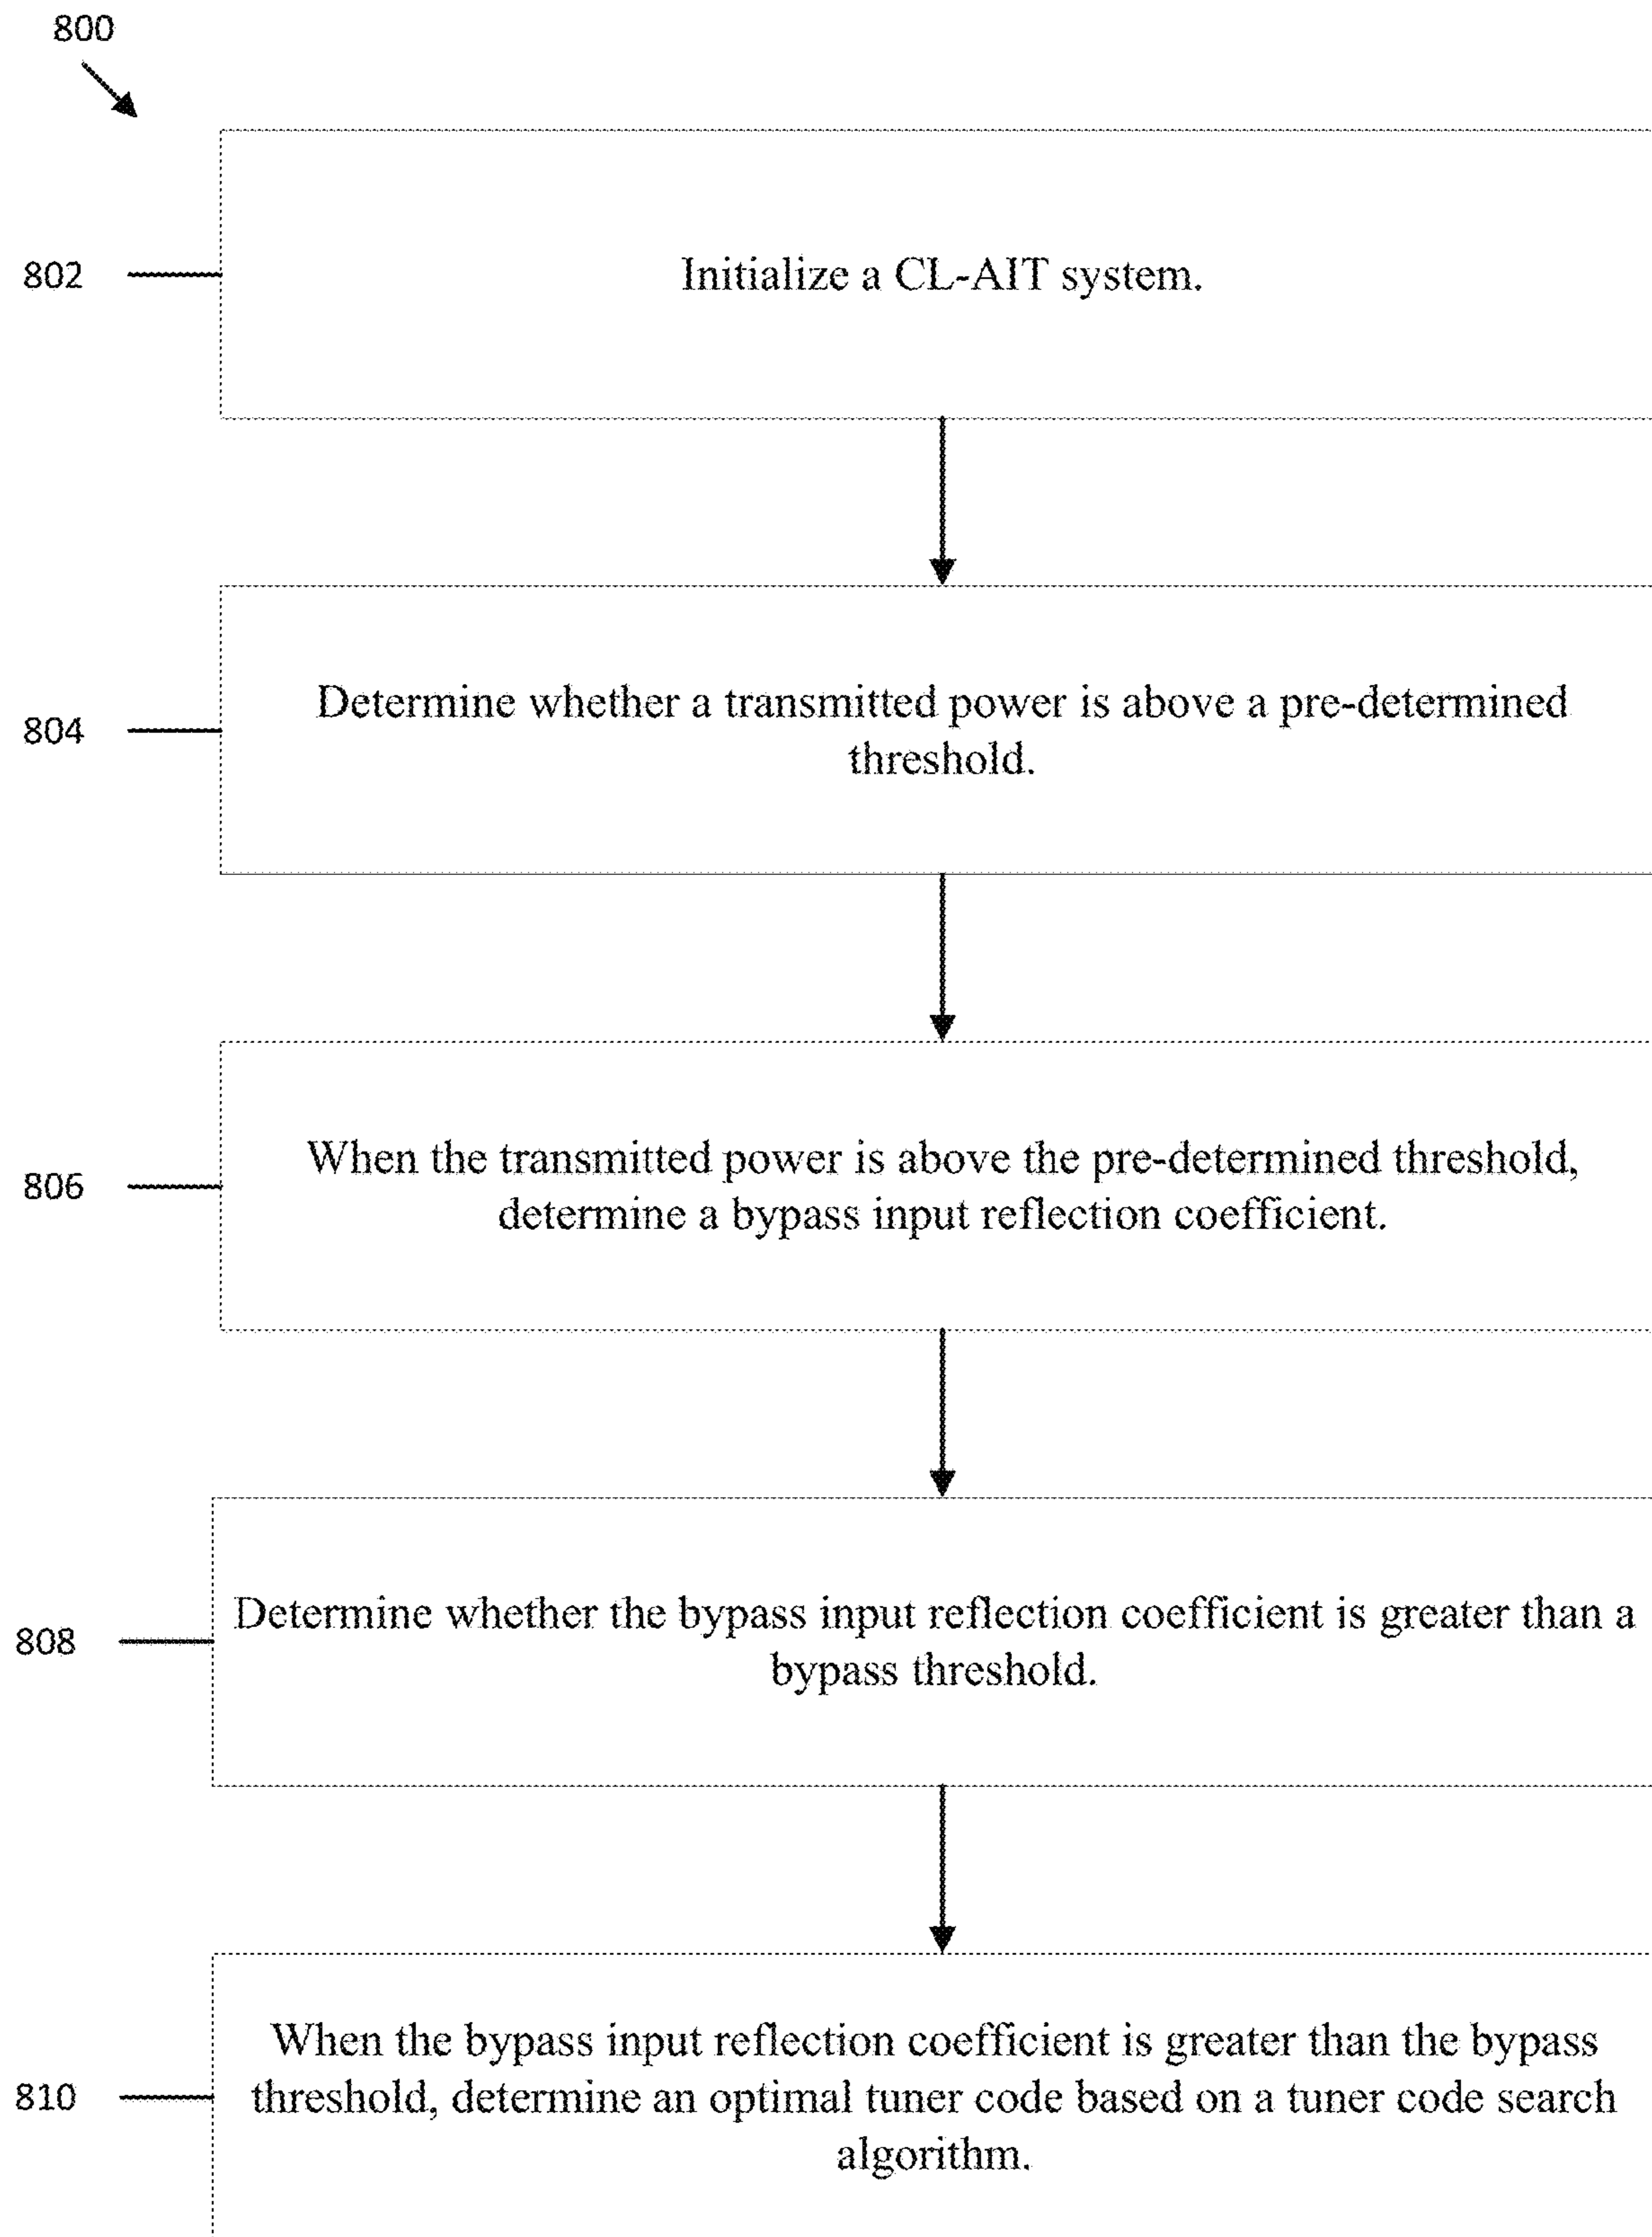 800
802
Initialize a CL-AIT system.
804
Determine whether a transmitted power is above a pre-determined
threshold.
806
When the transmitted power is above the pre-determined threshold,
determine a bypass input reflection coefficient.
808
Determine whether the bypass input reflection coefficient is greater than a
bypass threshold.
810
When the bypass input reflection coefficient is greater than the bypass
threshold, determine an optimal tuner code based on a tuner code search
algorithm.